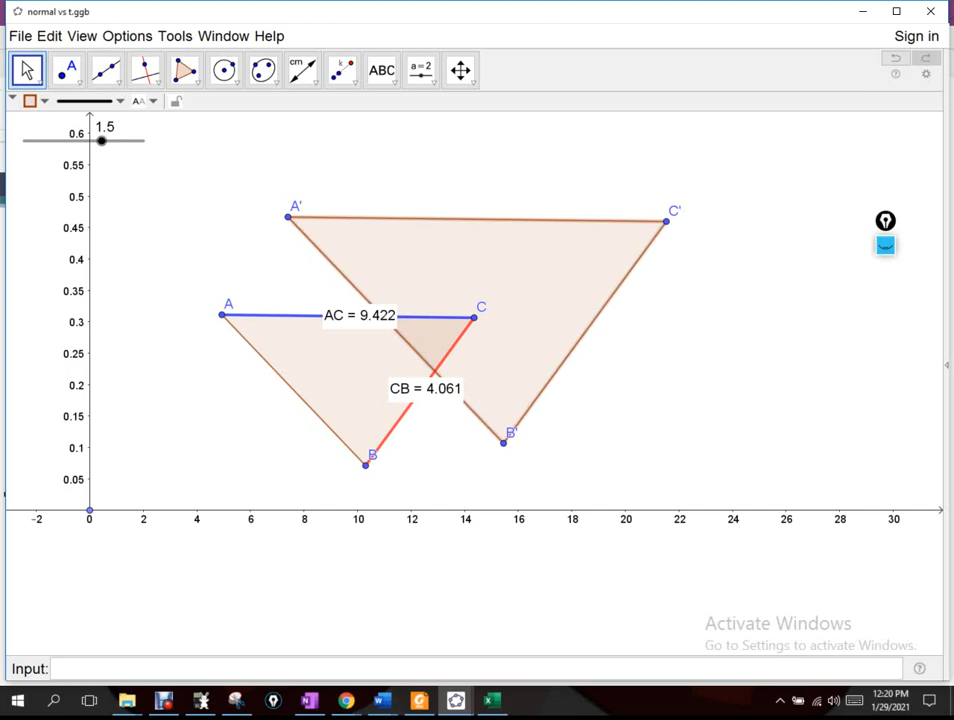 normal vs t.ggb
File Edit View Options Tools Window Help
Sign in
A
cm
k
ABC
a=2
AA
1.5
0.6
0.55
0.5
0.45
0.4
0.35
0.3
0.25
0.2
0.15
0.1
0.05
A'
C'
A
C
AC = 9.422
CB = 4.061
B'
B
−2 0 2 4 6 8 10 12 14 16 18 20 22 24 26 28 30
Activate Windows
Go to Settings to activate Windows.
Input:
12:20 PM
1/29/2021